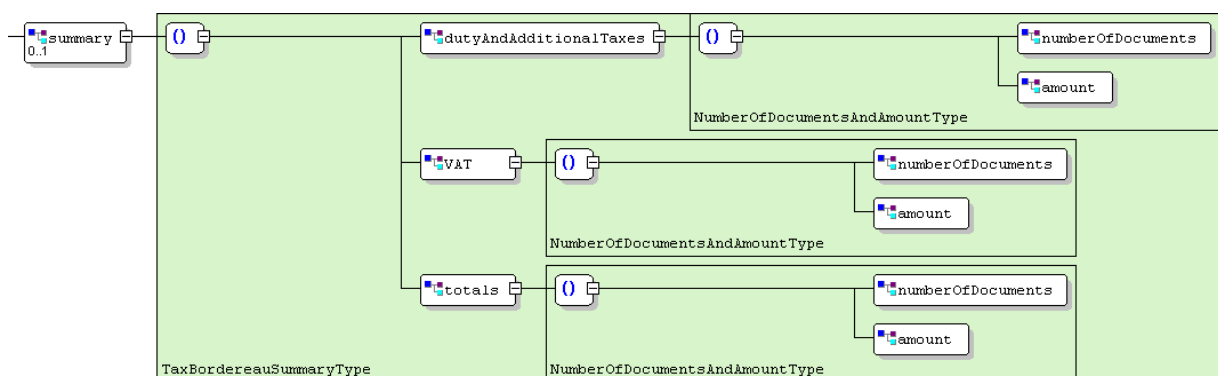 summary
0..1
()
dutyAndAdditionalTaxes
()
numberOfDocuments
amount
NumberOfDocumentsAndAmountType
VAT
()
numberOfDocuments
amount
NumberOfDocumentsAndAmountType
totals
()
numberOfDocuments
amount
NumberOfDocumentsAndAmountType
TaxBordereauSummaryType